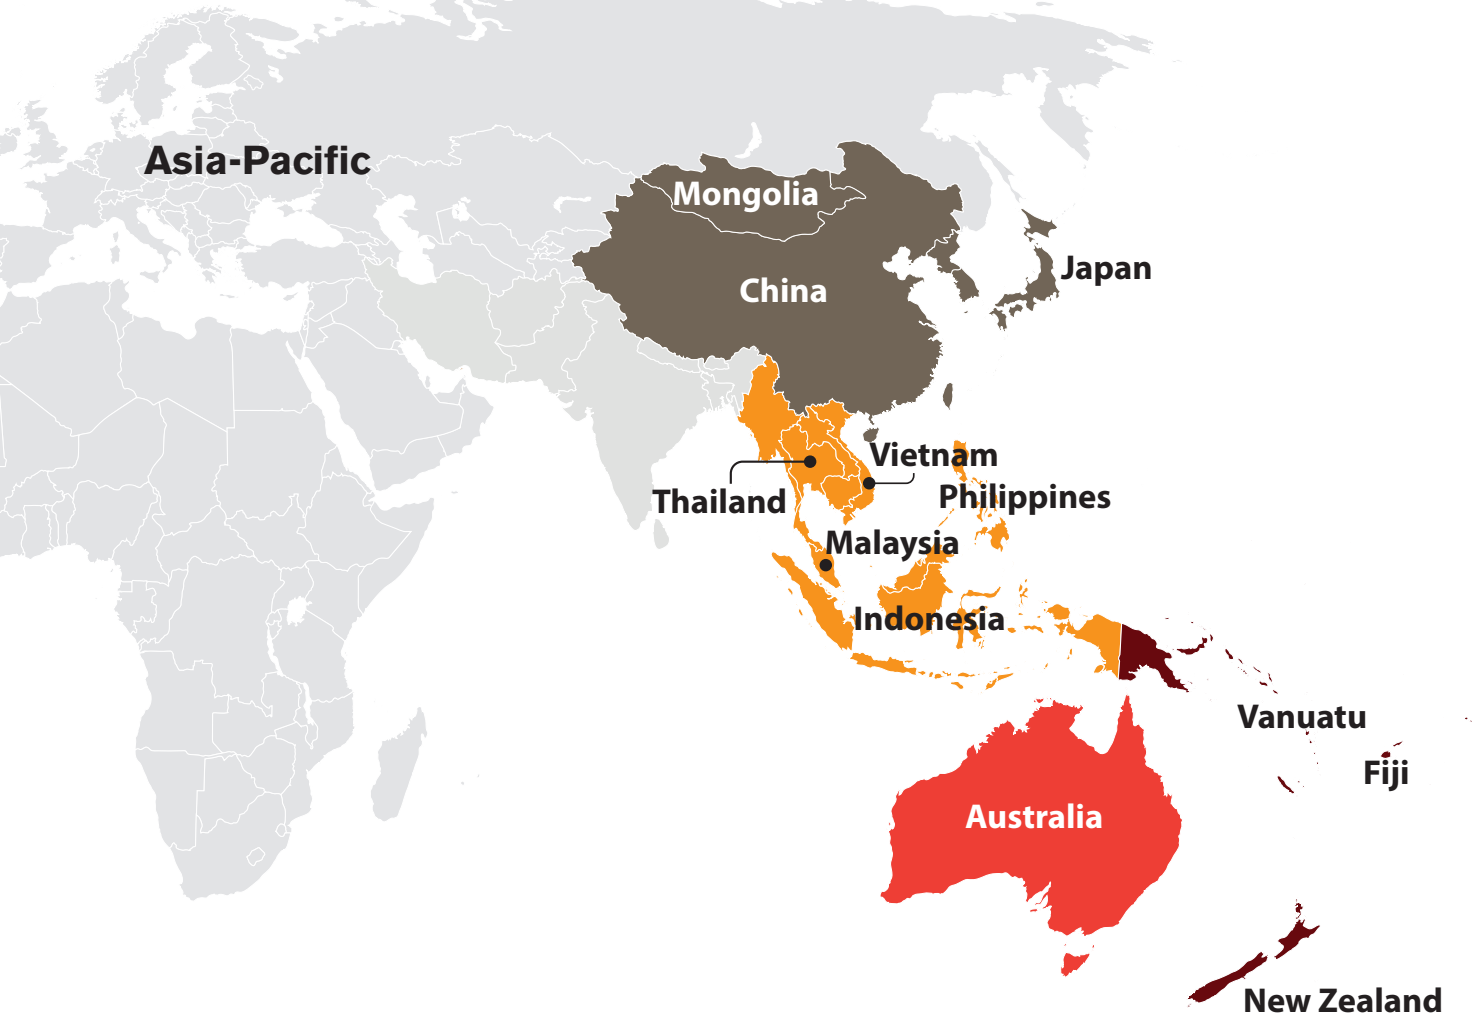 Asia-Pacific
Mongolia
Japan
China
Vietnam
Thailand
Philippines
Malaysia
Indonesia
Vanuatu
Fiji
Australia
New Zealand